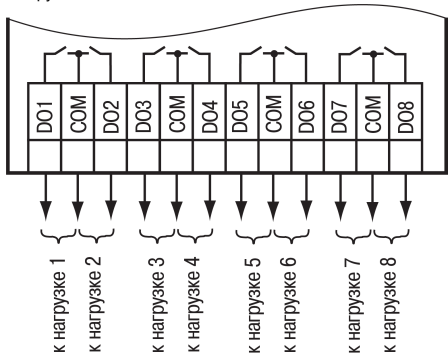 DO1
COM
DO2
DO3
COM
DO4
DO5
COM
DO6
DO7
COM
DO8
к нагрузке 1
к нагрузке 2
к нагрузке 3
к нагрузке 4
к нагрузке 5
к нагрузке 6
к нагрузке 7
к нагрузке 8